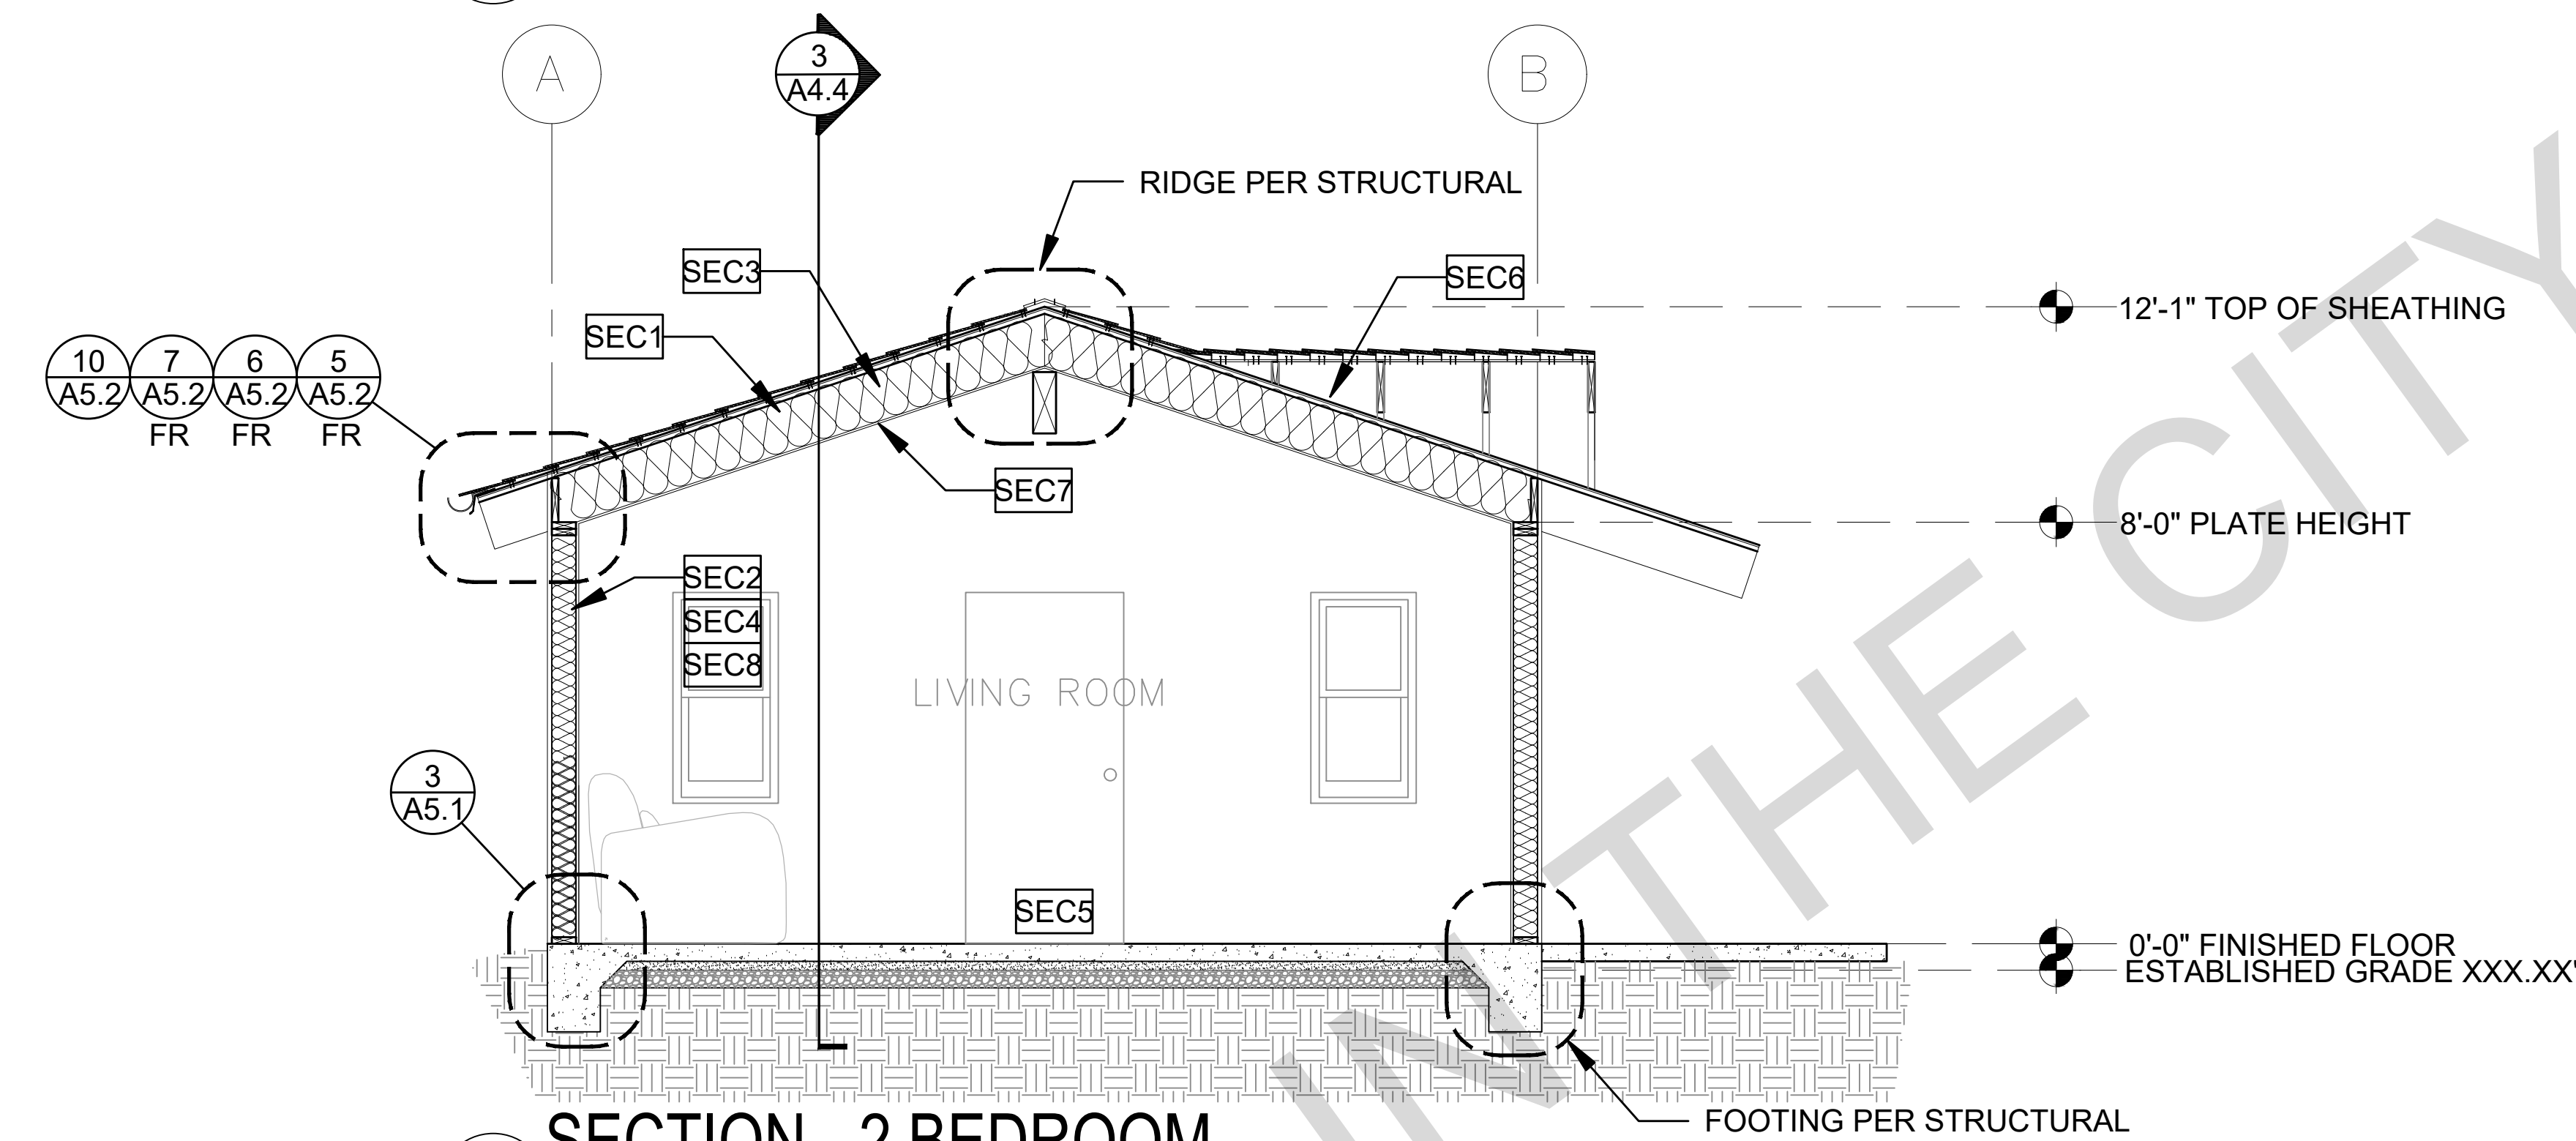 A
3
A4.4
B
RIDGE PER STRUCTURAL
SEC3
SEC6
12'-1" TOP OF SHEATHING
SEC1
10
A5.2
7
A5.2
FR
6
A5.2
FR
5
A5.2
FR
SEC7
8'-0" PLATE HEIGHT
SEC2
SEC4
SEC8
LIVING ROOM
3
A5.1
SEC5
0'-0" FINISHED FLOOR
ESTABLISHED GRADE XXX.XX'
FOOTING PER STRUCTURAL
SECTION - 2 BEDROOM
IN THE CITY